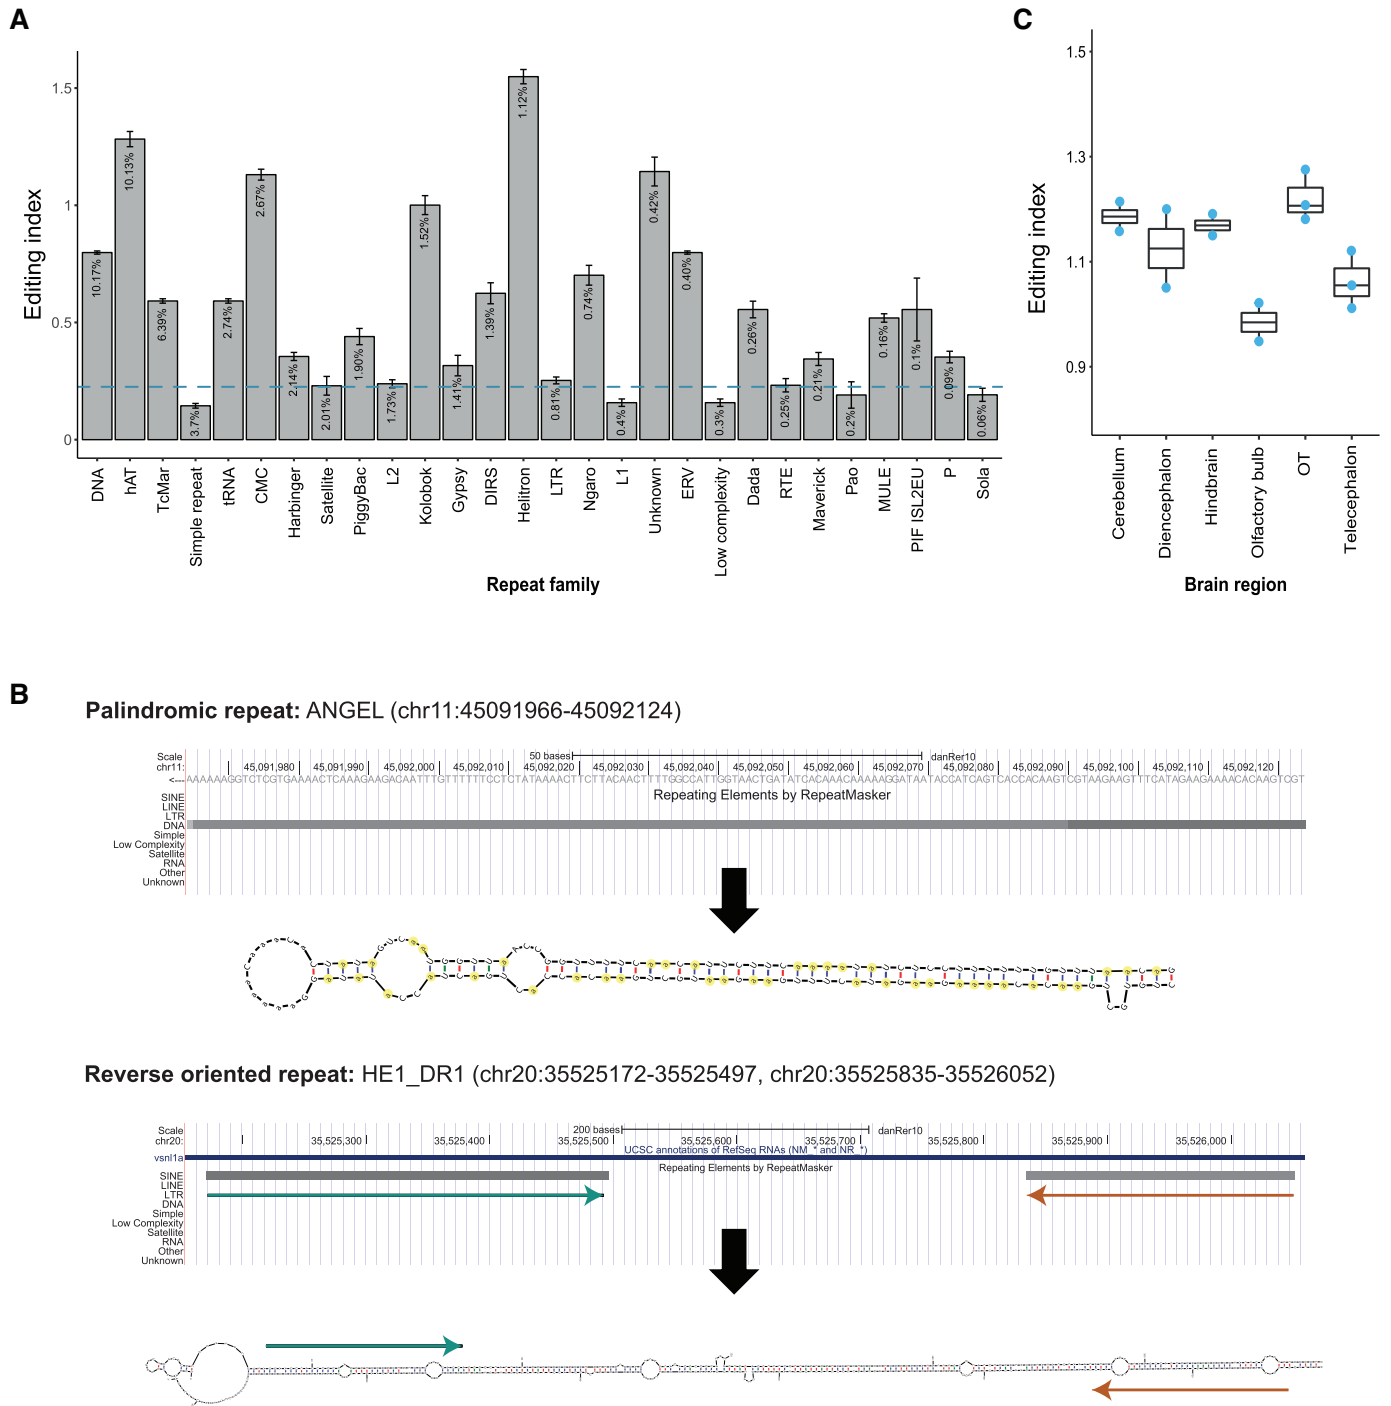 A
C
Editing index
1.5
1
0.5
0
10.17%
10.13%
6.39%
3.7%
2.74%
2.67%
2.14%
2.01%
1.90%
1.73%
1.52%
1.41%
1.39%
1.12%
0.81%
0.74%
0.4%
0.42%
0.40%
0.3%
0.26%
0.25%
0.21%
0.2%
0.16%
0.1%
0.09%
0.06%
DNA
hAT
TcMar
Simple repeat
tRNA
CMC
Harbinger
Satellite
PiggyBac
L2
Kolobok
Gypsy
DIRS
Helitron
LTR
Ngaro
L1
Unknown
ERV
Low complexity
Dada
RTE
Maverick
Pao
MULE
PIF ISL2EU
P
Sola
Repeat family
Editing index
1.5
1.3
1.1
0.9
Cerebellum
Diencephalon
Hindbrain
Olfactory bulb
OT
Telecephalon
Brain region
B
Palindromic repeat: ANGEL (chr11:45091966-45092124)
Scale 50 bases danRer10
chr11: 45,091,980 45,091,990 45,092,000 45,092,010 45,092,020 45,092,030 45,092,040 45,092,050 45,092,060 45,092,070 45,092,080 45,092,090 45,092,100 45,092,110 45,092,120
<---
Repeating Elements by RepeatMasker
SINE
LINE
LTR
DNA
Simple
Low Complexity
Satellite
RNA
Other
Unknown
Reverse oriented repeat: HE1_DR1 (chr20:35525172-35525497, chr20:35525835-35526052)
Scale 200 bases danRer10
chr20: 35,525,300 35,525,400 35,525,500 35,525,600 35,525,700 35,525,800 35,525,900 35,526,000
UCSC annotations of RefSeq RNAs (NM_* and NR_*)
vsnl1a
Repeating Elements by RepeatMasker
SINE
LINE
LTR
DNA
Simple
Low Complexity
Satellite
RNA
Other
Unknown